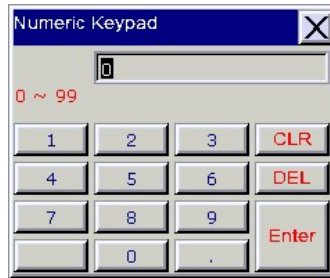 Numeric Keypad X
0
0 ~ 99
1 2 3 CLR
4 5 6 DEL
7 8 9
Enter
0 .